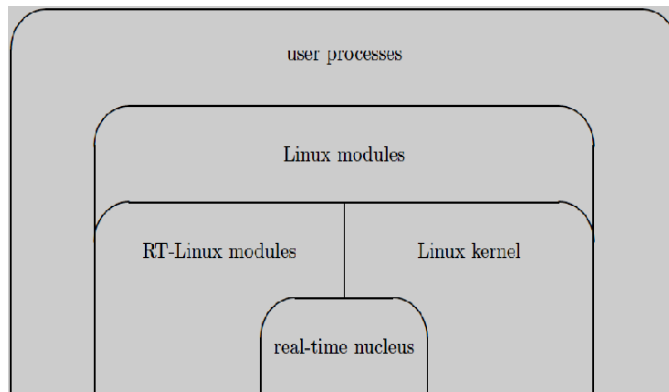 user processes
Linux modules
RT-Linux modules
Linux kernel
real-time nucleus